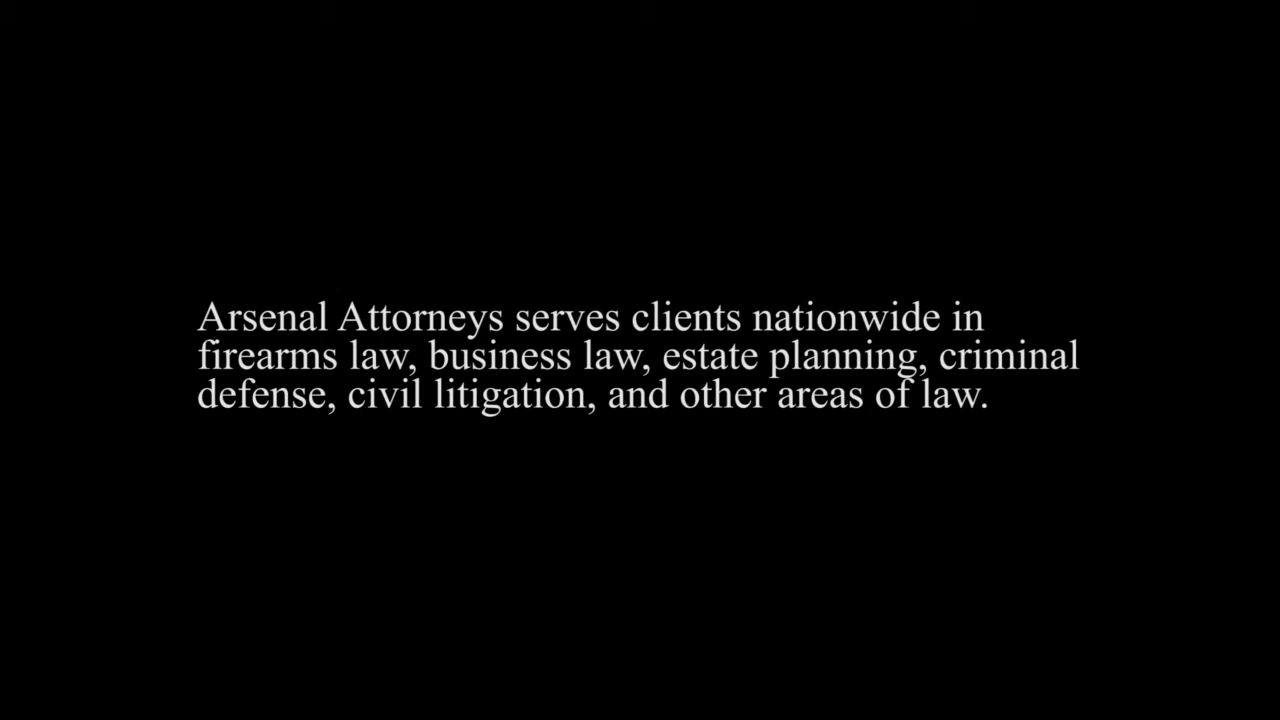 Arsenal Attorneys serves clients nationwide in
firearms law, business law, estate planning, criminal
defense, civil litigation, and other areas of law.